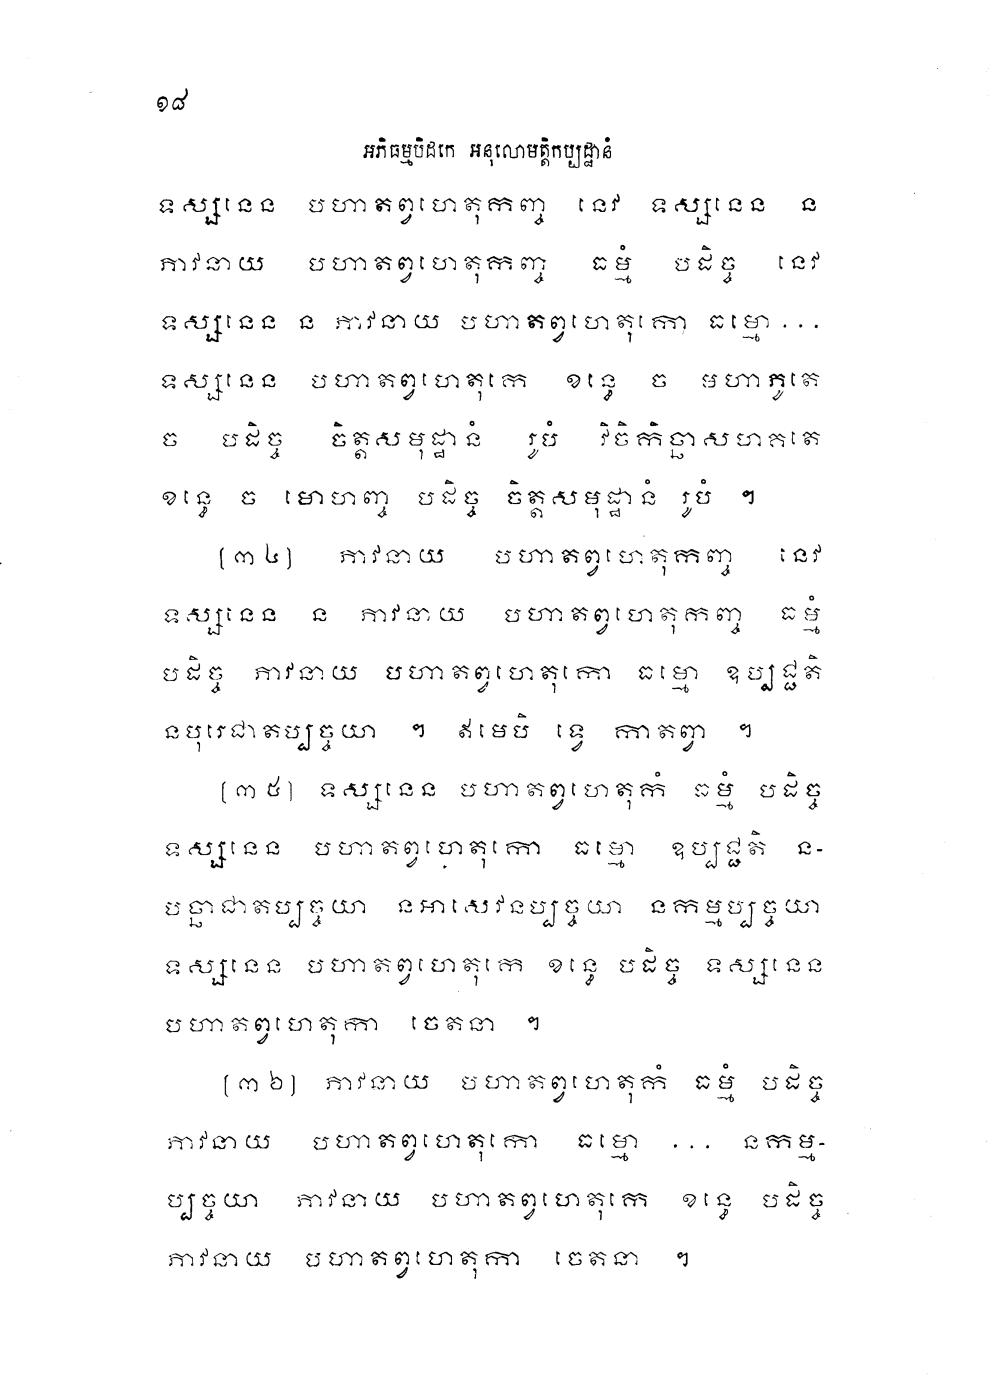 ១៨
អភិធម្មបិដកេ អនុលោមត្តិកប្បដ្ឋានំ
ទស្សនេន បហាតព្វហេតុកញ្ច នេវ ទស្សនេន ន
ភាវនាយ បហាតព្វហេតុកញ្ច ធម្មំ បដិច្ច នេវ
ទស្សនេន ន ភាវនាយ បហាតព្វហេតុកោ ធម្មោ ...
ទស្សនេន បហាតព្វហេតុកេ ខន្ធេ ច មហាភូតេ
ច បដិច្ច ចិត្តសមុដ្ឋានំ រូបំ វិចិកិច្ឆាសហគតេ
ខន្ធេ ច មោហញ្ច បដិច្ច ចិត្តសមុដ្ឋានំ រូបំ ។
(៣៤) ភាវនាយ បហាតព្វហេតុកញ្ច នេវ
ទស្សនេន ន ភាវនាយ បហាតព្វហេតុកញ្ច ធម្មំ
បដិច្ច ភាវនាយ បហាតព្វហេតុកោ ធម្មោ ឧប្បជ្ជតិ
នបុរេជាតប្បច្ចយា ។ ឥមេបិ ទ្វេ កាតព្វា ។
(៣៥) ទស្សនេន បហាតព្វហេតុកំ ធម្មំ បដិច្ច
ទស្សនេន បហាតព្វហេតុកោ ធម្មោ ឧប្បជ្ជតិ ន-
បច្ឆាជាតប្បច្ចយា នអាសេវនប្បច្ចយា នកម្មប្បច្ចយា
ទស្សនេន បហាតព្វហេតុកេ ខន្ធេ បដិច្ច ទស្សនេន
បហាតព្វហេតុកា ចេតនា ។
(៣៦) ភាវនាយ បហាតព្វហេតុកំ ធម្មំ បដិច្ច
ភាវនាយ បហាតព្វហេតុកោ ធម្មោ ... នកម្ម-
ប្បច្ចយា ភាវនាយ បហាតព្វហេតុកេ ខន្ធេ បដិច្ច
ភាវនាយ បហាតព្វហេតុកា ចេតនា ។